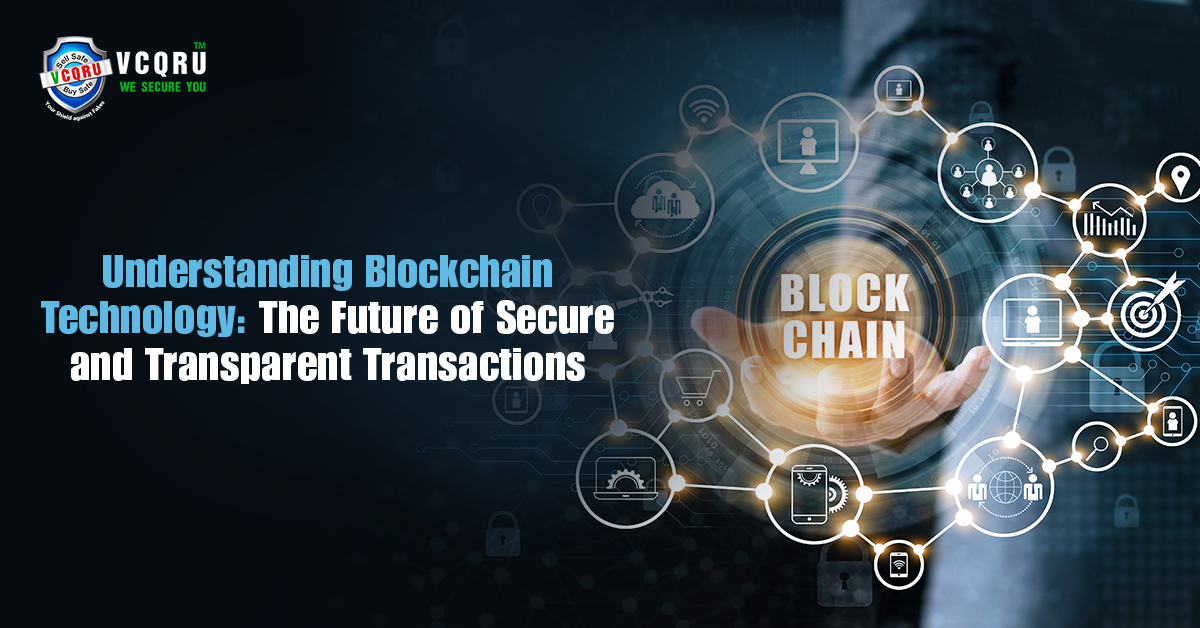 Sell Safe
VCQRU
Buy Safe
Your Shield against Fakes
VCQRU
TM
WE SECURE YOU
Understanding Blockchain
Technology: The Future of Secure
and Transparent Transactions
BLOCK
CHAIN